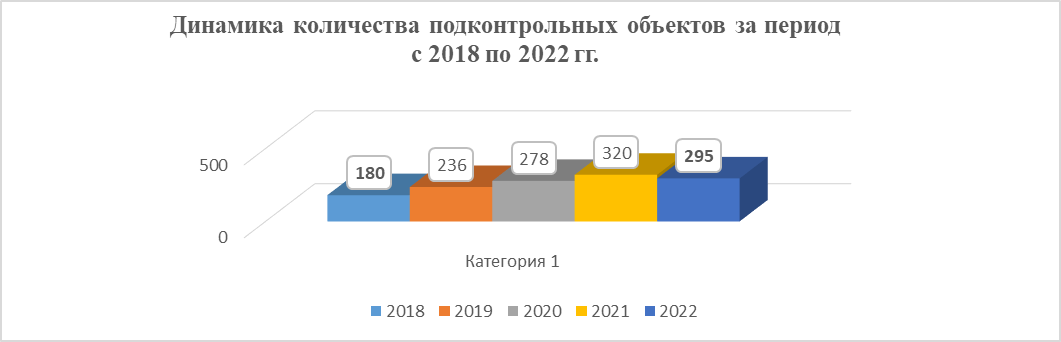 Динамика количества подконтрольных объектов за период
с 2018 по 2022 гг.
180 236 278 320 295
500
0
Категория 1
2018 2019 2020 2021 2022